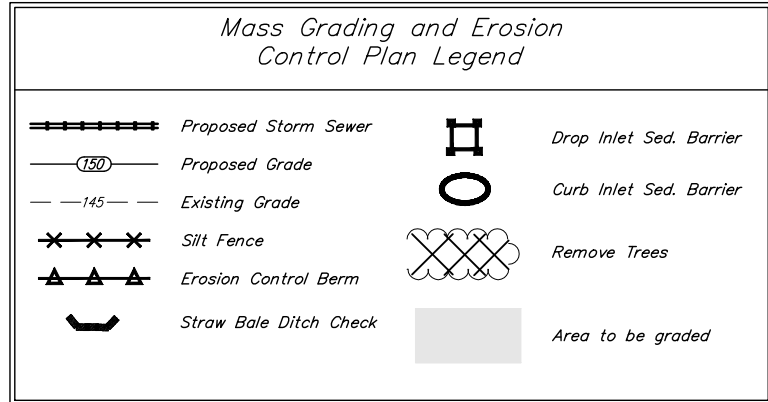 Mass Grading and Erosion
Control Plan Legend
Proposed Storm Sewer
150 Proposed Grade
145 Existing Grade
Silt Fence
Erosion Control Berm
Straw Bale Ditch Check
Drop Inlet Sed. Barrier
Curb Inlet Sed. Barrier
Remove Trees
Area to be graded